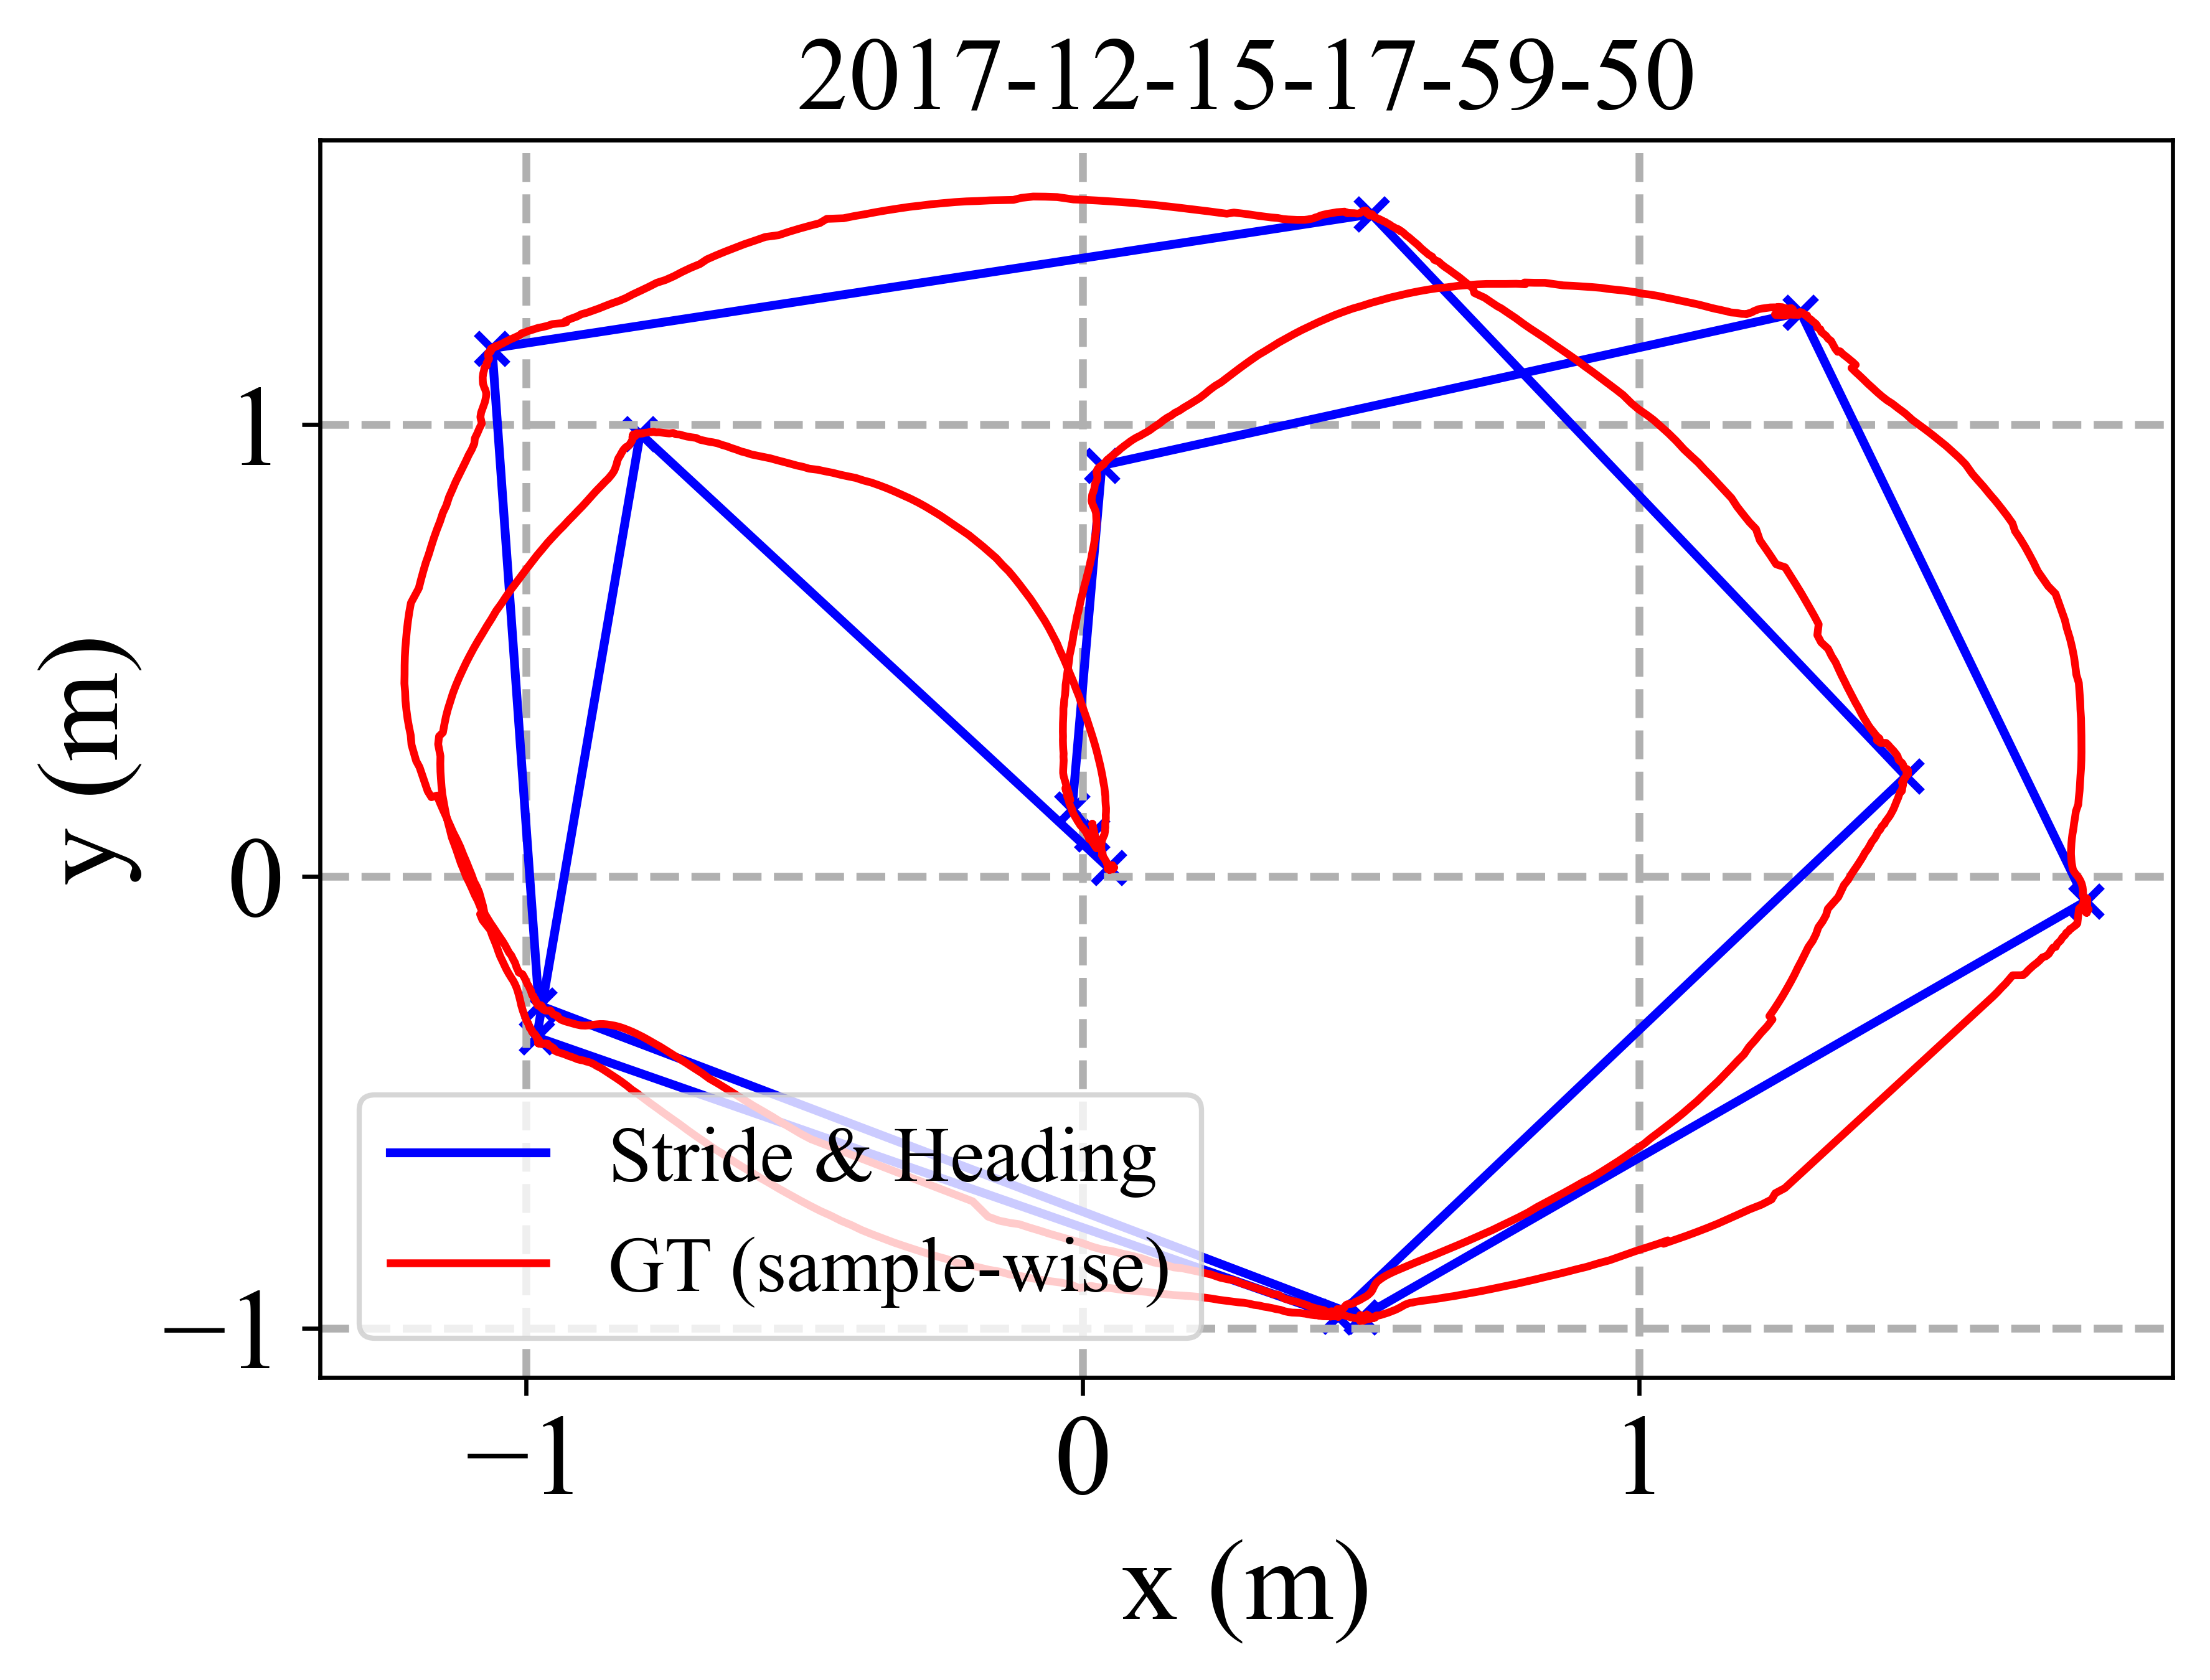 2017-12-15-17-59-50
y (m)
1
0
−1
Stride & Heading
GT (sample-wise)
−1 0 1
x (m)